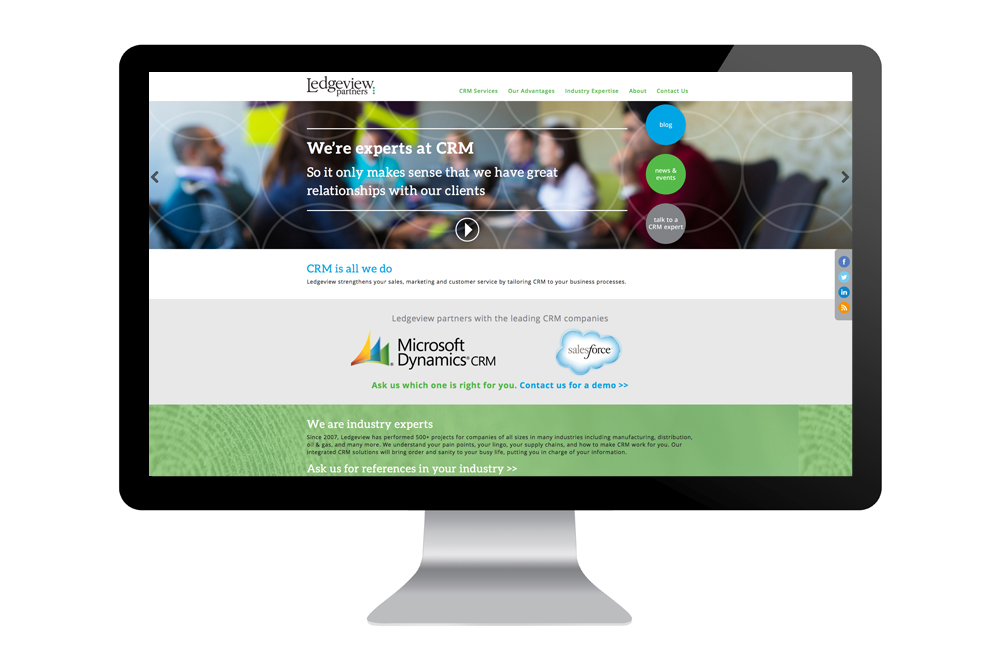 Ledgeview
partners
CRM Services Our Advantages Industry Expertise About Contact Us
blog
We're experts at CRM
So it only makes sense that we have great
relationships with our clients
news &
events
talk to a
CRM expert
CRM is all we do
Ledgeview strengthens your sales, marketing and customer service by tailoring CRM to your business processes.
Ledgeview partners with the leading CRM companies
Microsoft
Dynamics® CRM
salesforce
Ask us which one is right for you. Contact us for a demo >>
We are industry experts
Since 2007, Ledgeview has performed 500+ projects for companies of all sizes in many industries including manufacturing, distribution,
oil & gas, and many more. We understand your pain points, your lingo, your supply chains, and how to make CRM work for you. Our
integrated CRM solutions will bring order and sanity to your busy life, putting you in charge of your information.
Ask us for references in your industry >>